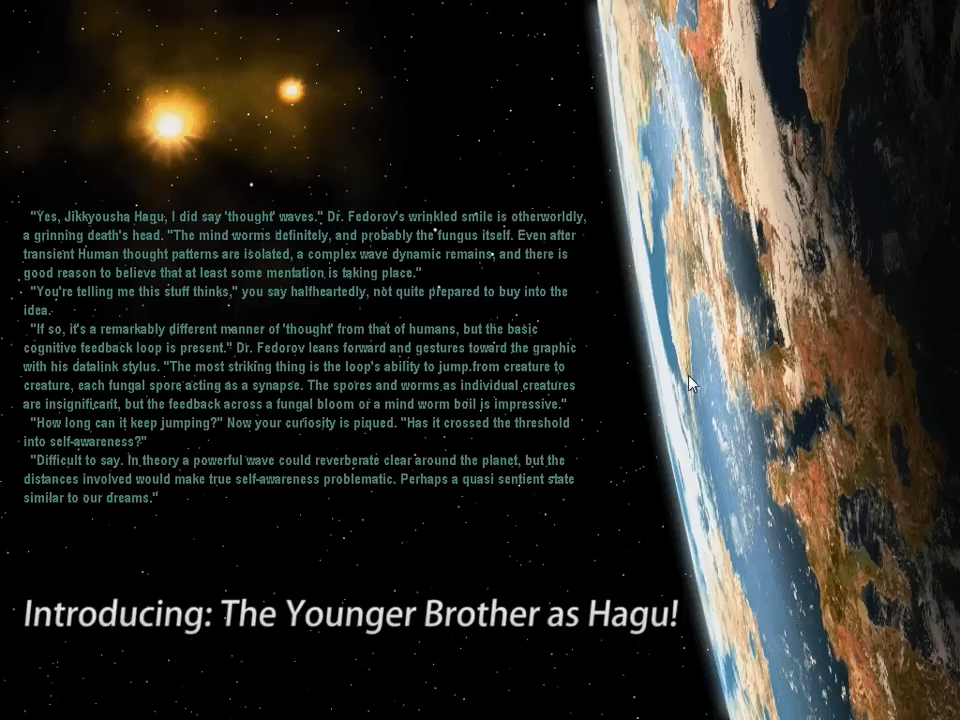 "Yes, Jikkyousha Hagu, I did say 'thought' waves." Dr. Fedorov's wrinkled smile is otherworldly,
a grinning death's head. "The mind worms definitely, and probably the fungus itself. Even after
transient Human thought patterns are isolated, a complex wave dynamic remains, and there is
good reason to believe that at least some mentation is taking place."
"You're telling me this stuff thinks," you say halfheartedly, not quite prepared to buy into the
idea.
"If so, it's a remarkably different manner of 'thought' from that of humans, but the basic
cognitive feedback loop is present." Dr. Fedorov leans forward and gestures toward the graphic
with his datalink stylus. "The most striking thing is the loop's ability to jump from creature to
creature, each fungal spore acting as a synapse. The spores and worms as individual creatures
are insignificant, but the feedback across a fungal bloom or a mind worm boil is impressive."
"How long can it keep jumping?" Now your curiosity is piqued. "Has it crossed the threshold
into self-awareness?"
"Difficult to say. In theory a powerful wave could reverberate clear around the planet, but the
distances involved would make true self-awareness problematic. Perhaps a quasi sentient state
similar to our dreams."
Introducing: The Younger Brother as Hagu!